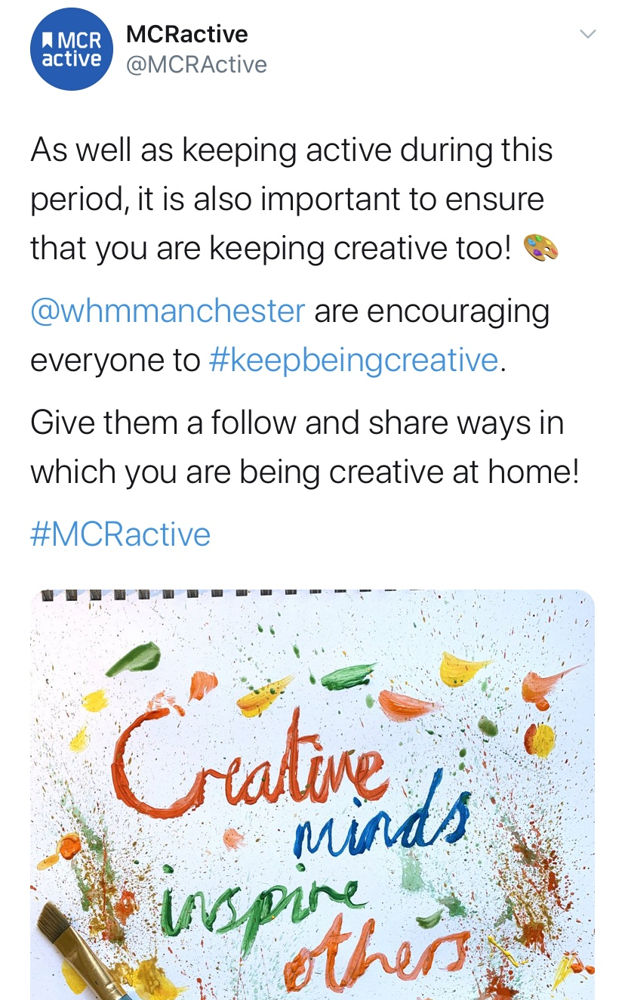 MCR
active
MCRactive
@MCRActive
As well as keeping active during this
period, it is also important to ensure
that you are keeping creative too! 🎨
@whmmanchester are encouraging
everyone to #keepbeingcreative.
Give them a follow and share ways in
which you are being creative at home!
#MCRactive
Creative
minds
inspire
others